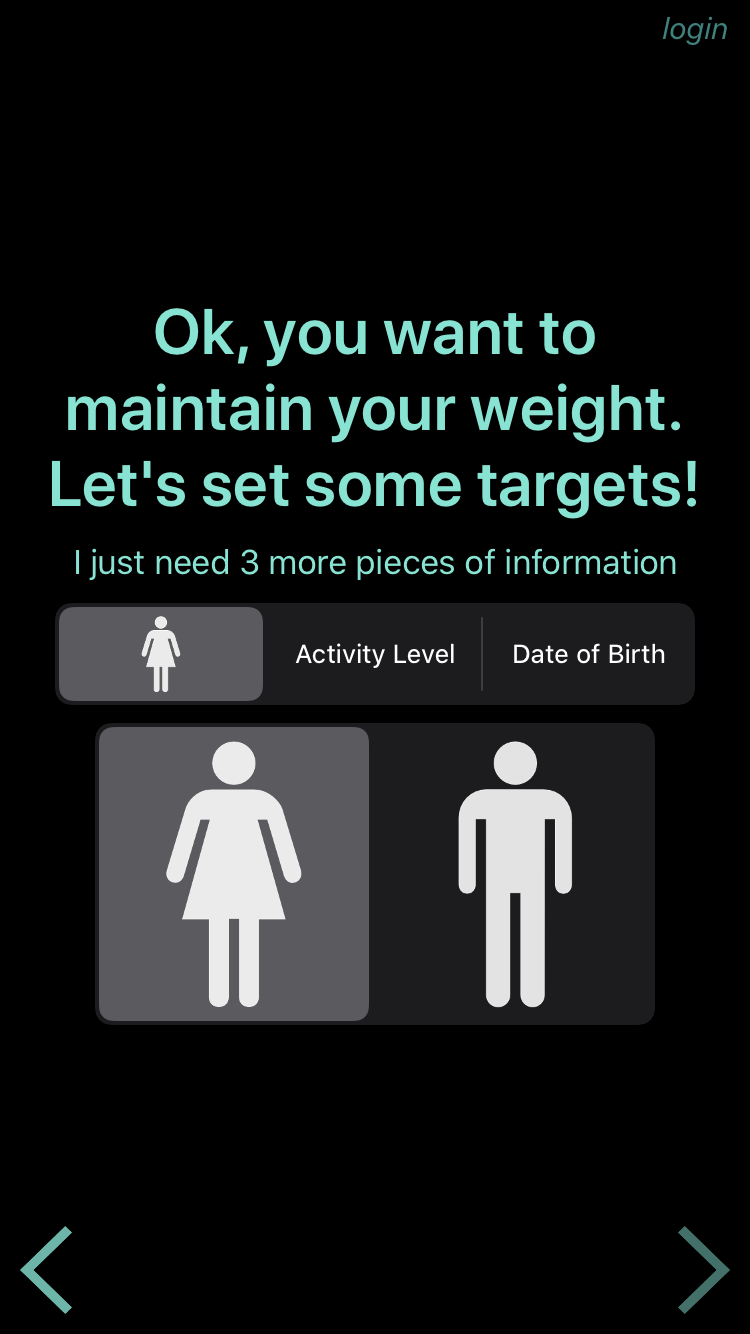 login
Ok, you want to
maintain your weight.
Let's set some targets!
I just need 3 more pieces of information
Activity Level
Date of Birth